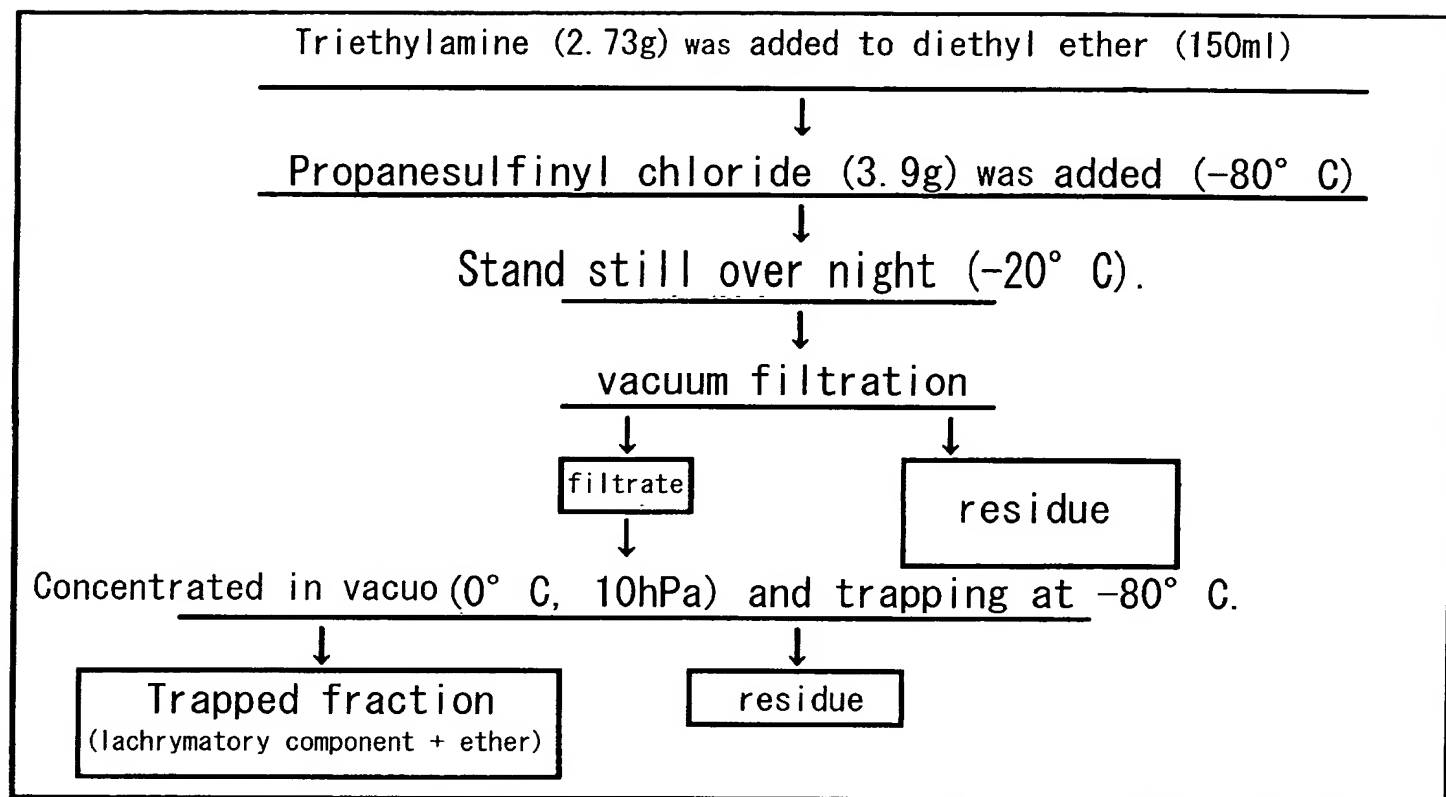 Triethylamine (2.73g) was added to diethyl ether (150ml)
↓
Propanesulfinyl chloride (3.9g) was added (-80° C)
↓
Stand still over night (-20° C).
↓
vacuum filtration
↓ ↓
filtrate
residue
↓
Concentrated in vacuo (0° C, 10hPa) and trapping at -80° C.
↓ ↓
Trapped fraction
(lachrymatory component + ether)
residue